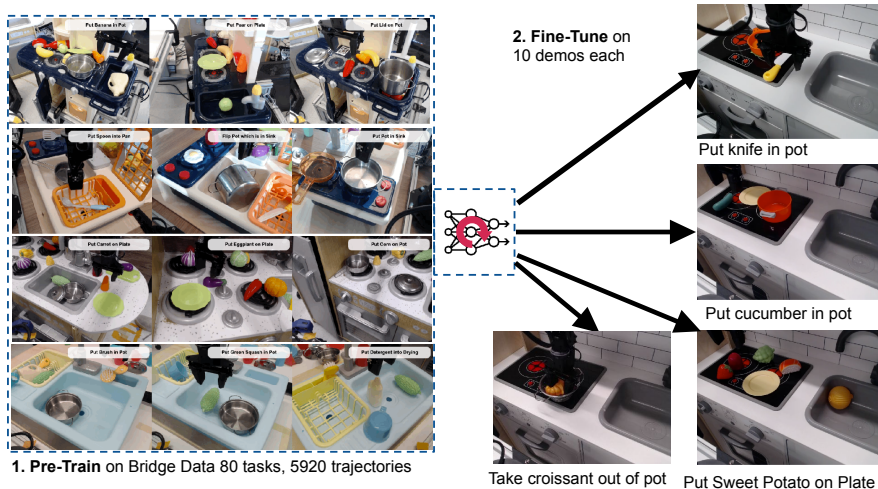 Put Banana in Pot
Put Pear on Plate
Put Lid on Pot
Put Spoon into Pan
Flip Pot which is in Sink
Put Pot in Sink
Put Carrot on Plate
Put Eggplant on Plate
Put Corn on Pot
Put Brush in Pot
Put Green Squash in Pot
Put Detergent into Drying
1. Pre-Train on Bridge Data 80 tasks, 5920 trajectories
2. Fine-Tune on
10 demos each
Put knife in pot
Put cucumber in pot
Take croissant out of pot
Put Sweet Potato on Plate